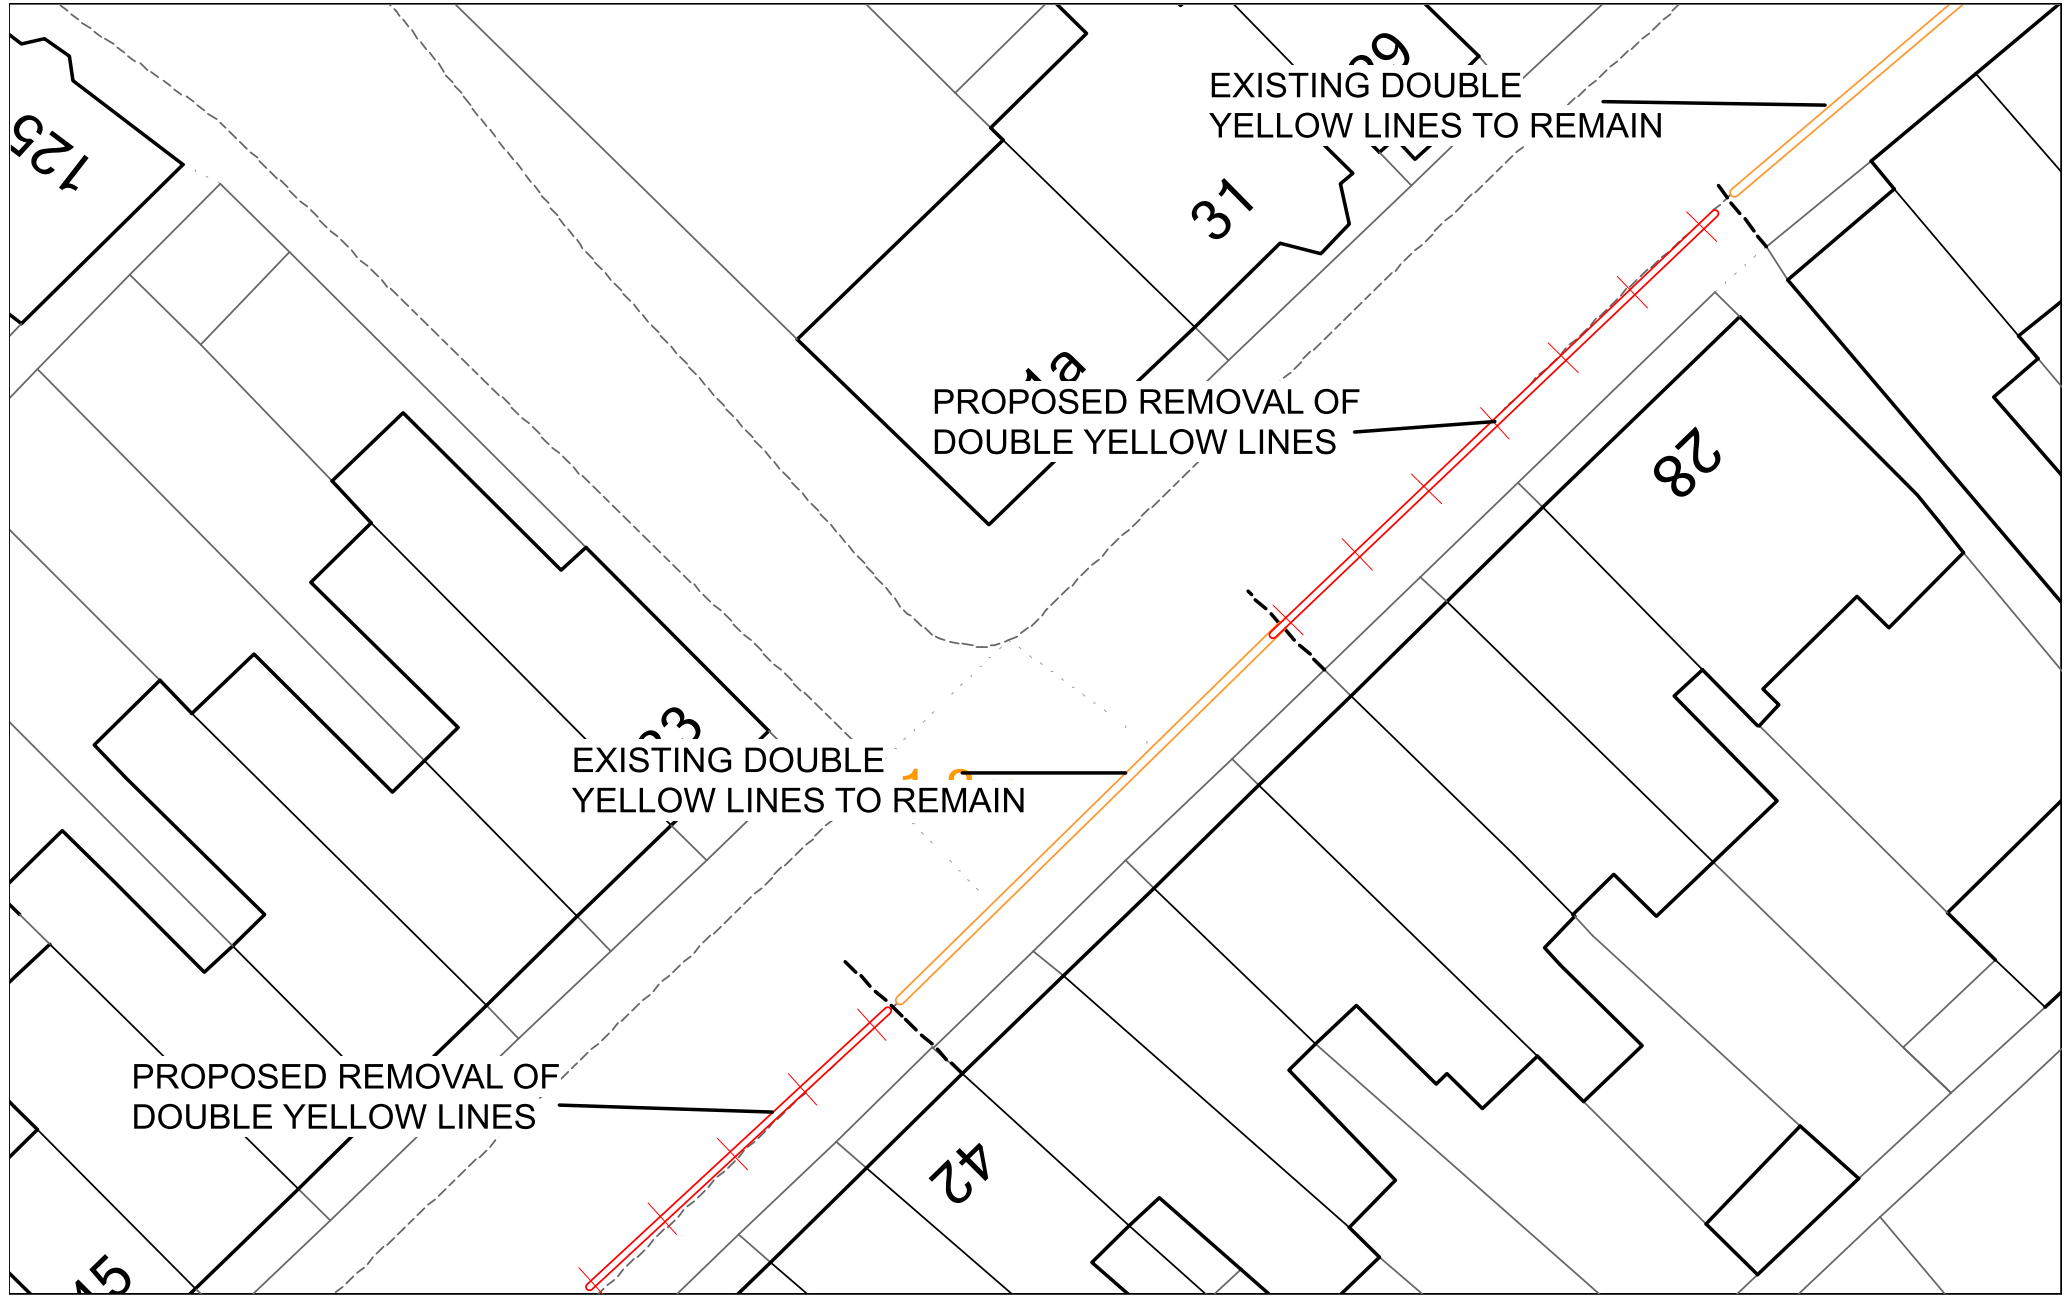 EXISTING DOUBLE
YELLOW LINES TO REMAIN
125
31
PROPOSED REMOVAL OF
DOUBLE YELLOW LINES
28
EXISTING DOUBLE
YELLOW LINES TO REMAIN
PROPOSED REMOVAL OF
DOUBLE YELLOW LINES
42